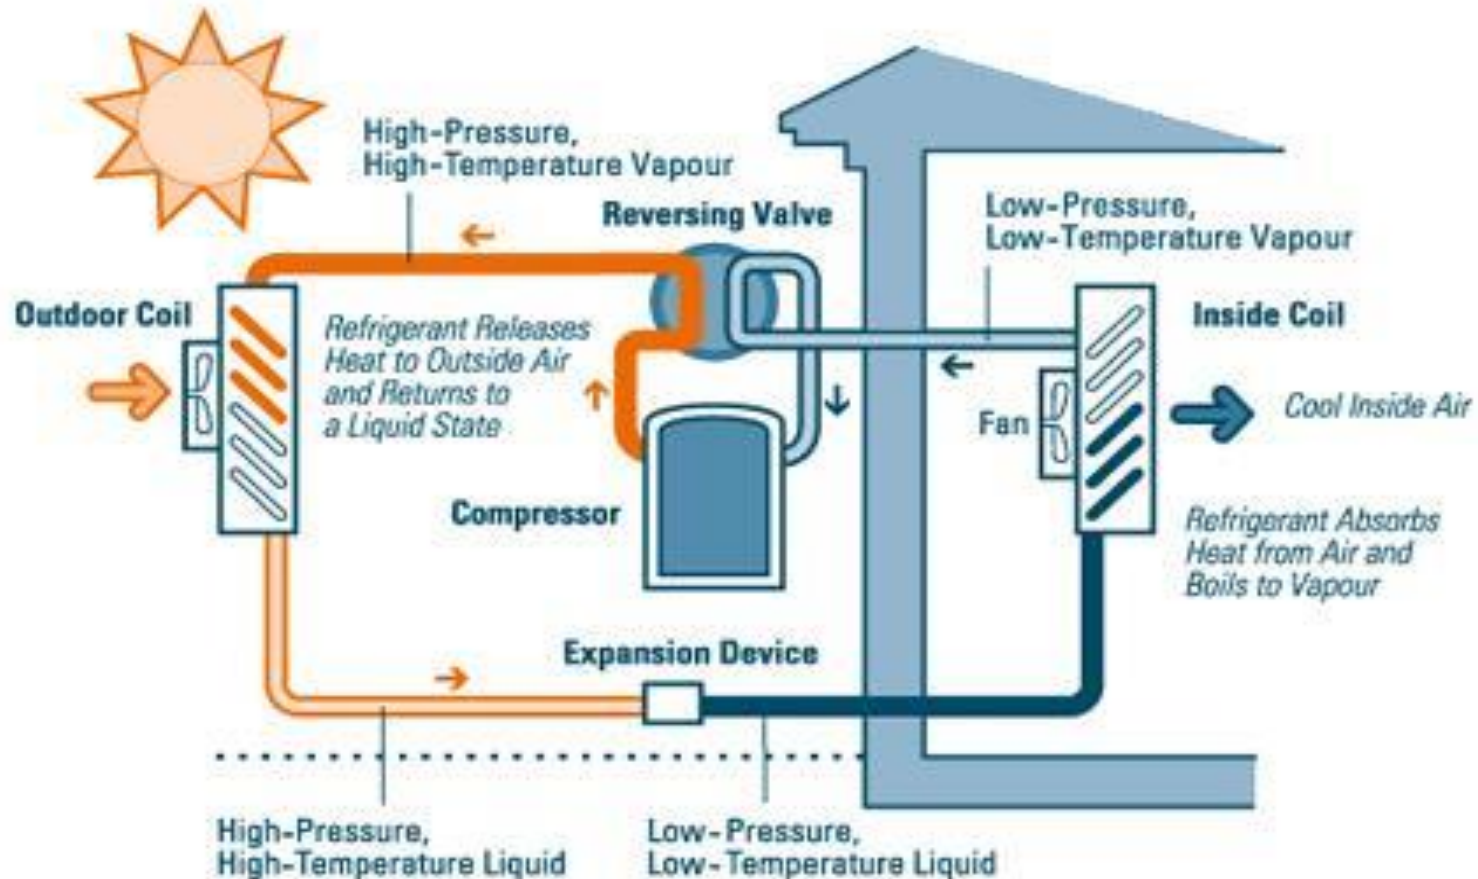 High-Pressure,
High-Temperature Vapour
Reversing Valve
Low-Pressure,
Low-Temperature Vapour
Outdoor Coil
Refrigerant Releases
Heat to Outside Air
and Returns to
a Liquid State
Inside Coil
Fan
Cool Inside Air
Compressor
Refrigerant Absorbs
Heat from Air and
Boils to Vapour
Expansion Device
High-Pressure,
High-Temperature Liquid
Low-Pressure,
Low-Temperature Liquid